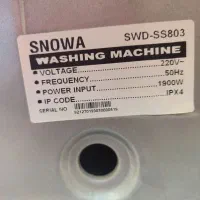 SNOWA SWD-SS803
WASHING MACHINE
• VOLTAGE 220V~
• FREQUENCY 50Hz
• POWER INPUT 1900W
• IP CODE IPX4
SERIAL NO